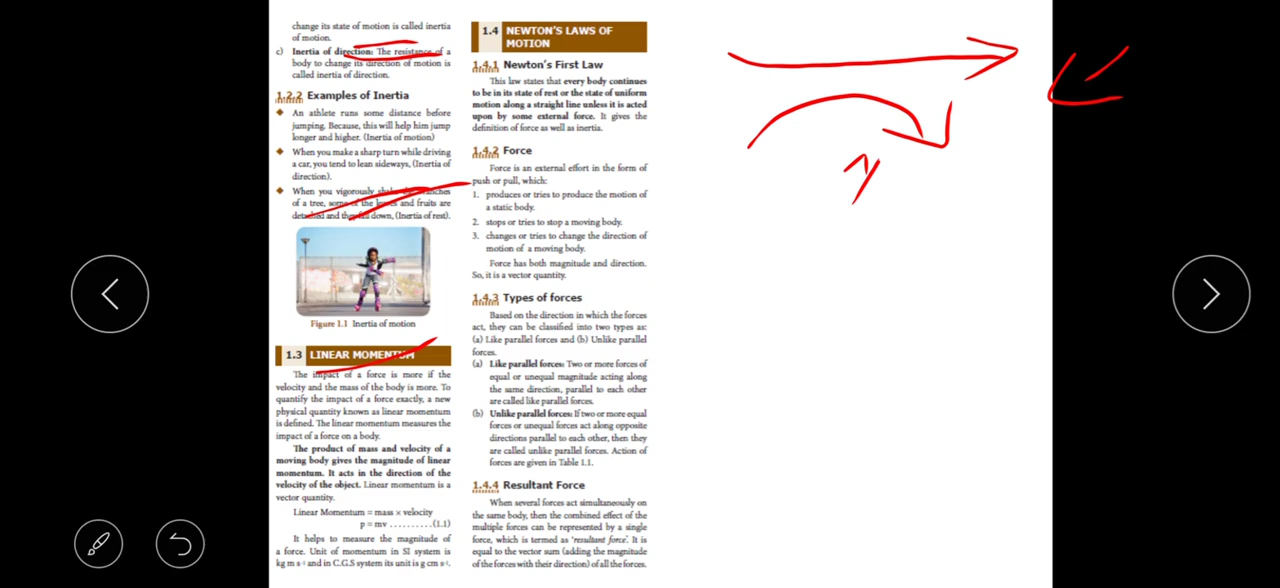 change its state of motion is called inertia
of motion.
c) Inertia of direction: The resistance of a
body to change its direction of motion is
called inertia of direction.
1.2.2 Examples of Inertia
An athlete runs some distance before
jumping. Because, this will help him jump
longer and higher. (Inertia of motion)
When you make a sharp turn while driving
a car, you tend to lean sideways, (Inertia of
direction).
When you vigorously shake the branches
of a tree, some of the leaves and fruits are
detached and they fall down, (Inertia of rest).
Figure 1.1 Inertia of motion
1.3 LINEAR MOMENTUM
The impact of a force is more if the
velocity and the mass of the body is more. To
quantify the impact of a force exactly, a new
physical quantity known as linear momentum
is defined. The linear momentum measures the
impact of a force on a body.
The product of mass and velocity of a
moving body gives the magnitude of linear
momentum. It acts in the direction of the
velocity of the object. Linear momentum is a
vector quantity.
Linear Momentum = mass × velocity
p = mv ..........(1.1)
It helps to measure the magnitude of
a force. Unit of momentum in SI system is
kg m s⁻¹ and in C.G.S system its unit is g cm s⁻¹.
1.4 NEWTON'S LAWS OF
MOTION
1.4.1 Newton's First Law
This law states that every body continues
to be in its state of rest or the state of uniform
motion along a straight line unless it is acted
upon by some external force. It gives the
definition of force as well as inertia.
1.4.2 Force
Force is an external effort in the form of
push or pull, which:
1. produces or tries to produce the motion of
a static body.
2. stops or tries to stop a moving body.
3. changes or tries to change the direction of
motion of a moving body.
Force has both magnitude and direction.
So, it is a vector quantity.
1.4.3 Types of forces
Based on the direction in which the forces
act, they can be classified into two types as:
(a) Like parallel forces and (b) Unlike parallel
forces.
(a) Like parallel forces: Two or more forces of
equal or unequal magnitude acting along
the same direction, parallel to each other
are called like parallel forces.
(b) Unlike parallel forces: If two or more equal
forces or unequal forces act along opposite
directions parallel to each other, then they
are called unlike parallel forces. Action of
forces are given in Table 1.1.
1.4.4 Resultant Force
When several forces act simultaneously on
the same body, then the combined effect of the
multiple forces can be represented by a single
force, which is termed as 'resultant force'. It is
equal to the vector sum (adding the magnitude
of the forces with their direction) of all the forces.